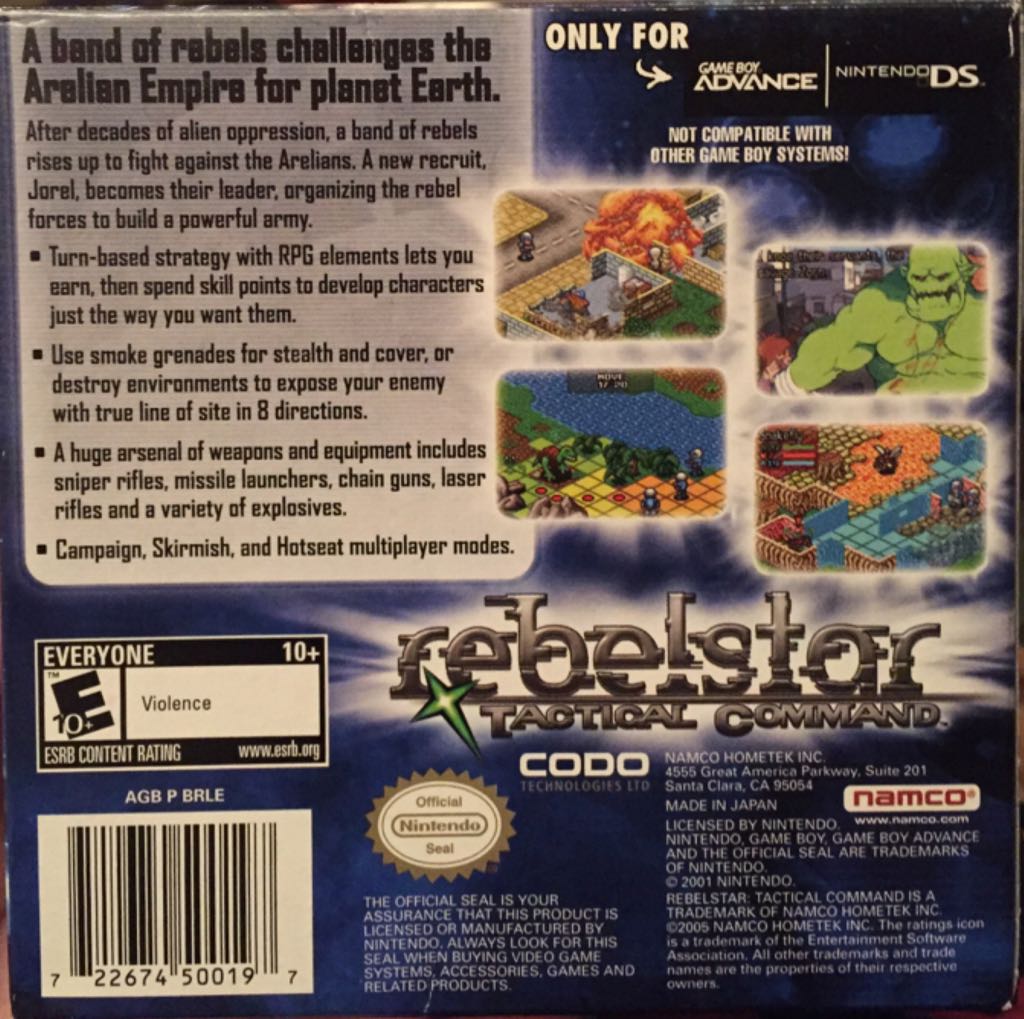 A band of rebels challenges the
Arelian Empire for planet Earth.
After decades of alien oppression, a band of rebels
rises up to fight against the Arelians. A new recruit,
Jorel, becomes their leader, organizing the rebel
forces to build a powerful army.
▪ Turn-based strategy with RPG elements lets you
earn, then spend skill points to develop characters
just the way you want them.
▪ Use smoke grenades for stealth and cover, or
destroy environments to expose your enemy
with true line of site in 8 directions.
▪ A huge arsenal of weapons and equipment includes
sniper rifles, missile launchers, chain guns, laser
rifles and a variety of explosives.
▪ Campaign, Skirmish, and Hotseat multiplayer modes.
ONLY FOR
GAME BOY ADVANCE
NINTENDO DS™
NOT COMPATIBLE WITH
OTHER GAME BOY SYSTEMS!
I know their servants, the
MOVE
17/20
rebelstar
TACTICAL COMMAND™
EVERYONE 10+
E™
10+
Violence
ESRB CONTENT RATING www.esrb.org
AGB P BRLE
7 22674 50019 7
Official
Nintendo
Seal
CODO
TECHNOLOGIES LTD
THE OFFICIAL SEAL IS YOUR
ASSURANCE THAT THIS PRODUCT IS
LICENSED OR MANUFACTURED BY
NINTENDO. ALWAYS LOOK FOR THIS
SEAL WHEN BUYING VIDEO GAME
SYSTEMS, ACCESSORIES, GAMES AND
RELATED PRODUCTS.
NAMCO HOMETEK INC.
4555 Great America Parkway, Suite 201
Santa Clara, CA 95054
MADE IN JAPAN
namco®
www.namco.com
LICENSED BY NINTENDO.
NINTENDO, GAME BOY, GAME BOY ADVANCE
AND THE OFFICIAL SEAL ARE TRADEMARKS
OF NINTENDO.
© 2001 NINTENDO.
REBELSTAR: TACTICAL COMMAND IS A
TRADEMARK OF NAMCO HOMETEK INC.
©2005 NAMCO HOMETEK INC. The ratings icon
is a trademark of the Entertainment Software
Association. All other trademarks and trade
names are the properties of their respective
owners.